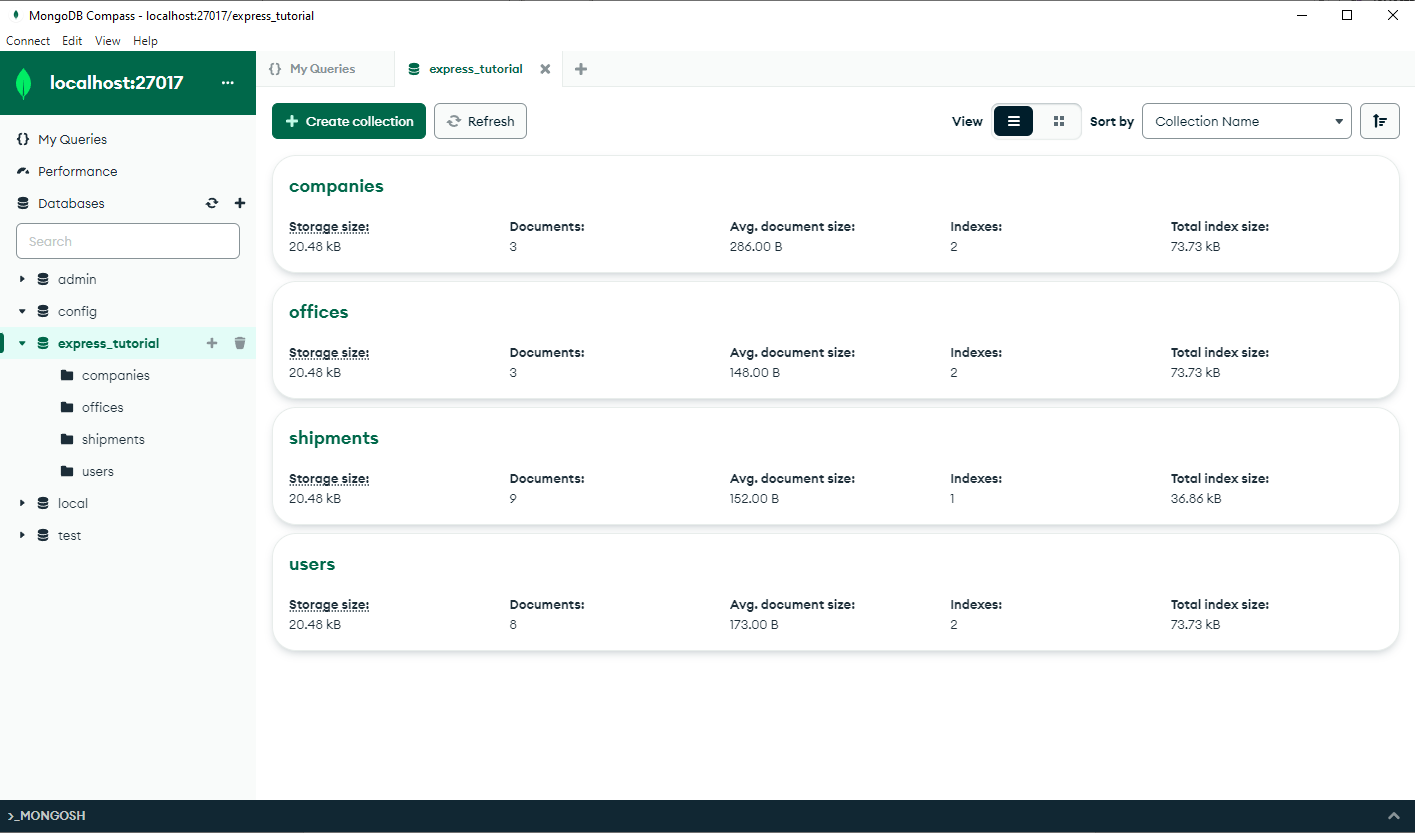 MongoDB Compass - localhost:27017/express_tutorial
Connect Edit View Help
localhost:27017 ...
{} My Queries
Performance
Databases
Search
admin
config
express_tutorial
companies
offices
shipments
users
local
test
{} My Queries
express_tutorial
Create collection
Refresh
View
Sort by
Collection Name
companies
Storage size: Documents: Avg. document size: Indexes: Total index size:
20.48 kB 3 286.00 B 2 73.73 kB
offices
Storage size: Documents: Avg. document size: Indexes: Total index size:
20.48 kB 3 148.00 B 2 73.73 kB
shipments
Storage size: Documents: Avg. document size: Indexes: Total index size:
20.48 kB 9 152.00 B 1 36.86 kB
users
Storage size: Documents: Avg. document size: Indexes: Total index size:
20.48 kB 8 173.00 B 2 73.73 kB
>_MONGOSH